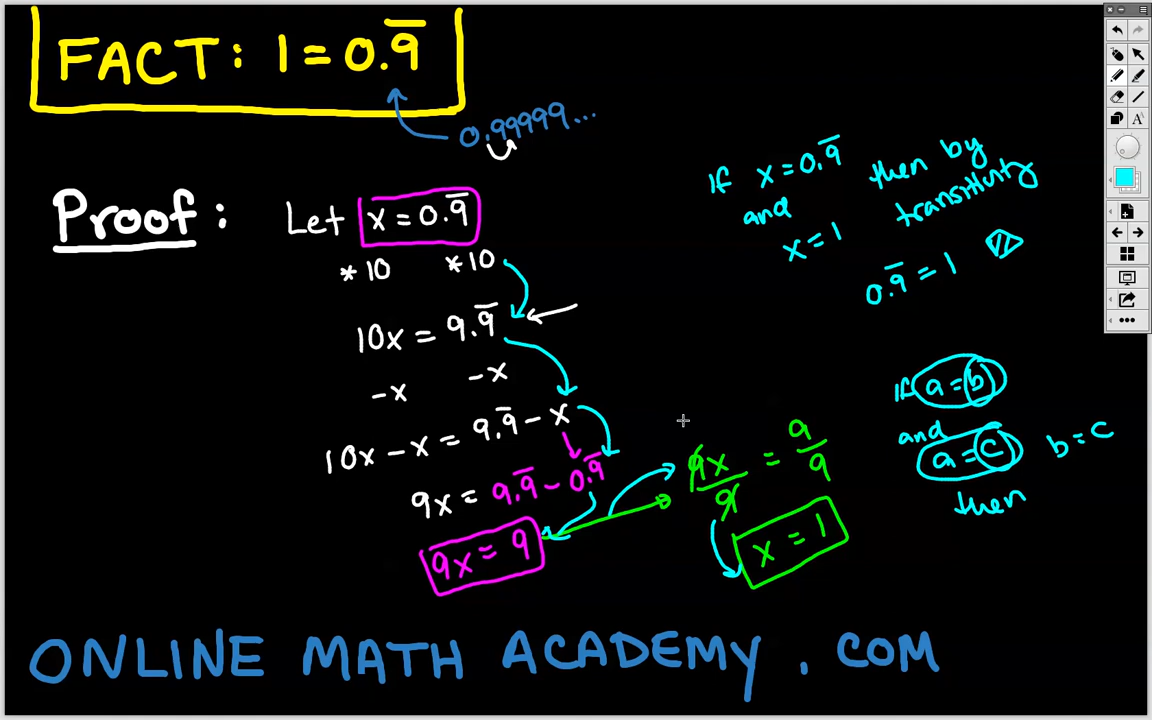 FACT: 1 = 0.9̅
0.99999...
Proof: Let x = 0.9̅
*10 *10
10x = 9.9̅
-x -x
10x - x = 9.9̅ - x
9x = 9.9̅ - 0.9̅
9x = 9
9x/9 = 9/9
x = 1
If x = 0.9̅ then by
and transitivity
x = 1
0.9̅ = 1
If a = b
and
a = c b = c
then
ONLINE MATH ACADEMY . COM
A